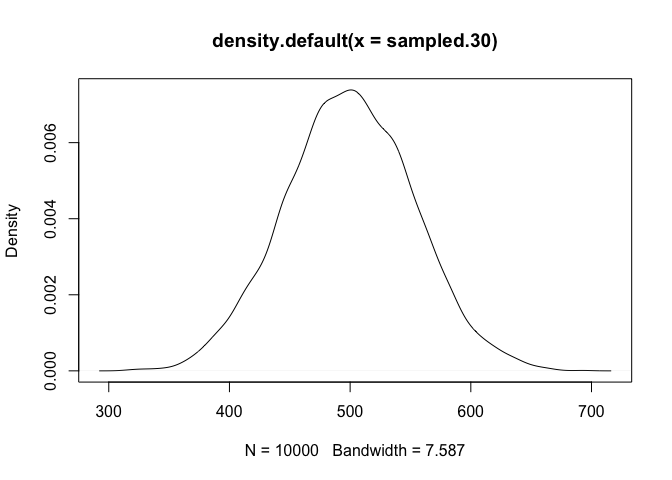 density.default(x = sampled.30)
Density
0.006
0.004
0.002
0.000
300 400 500 600 700
N = 10000 Bandwidth = 7.587